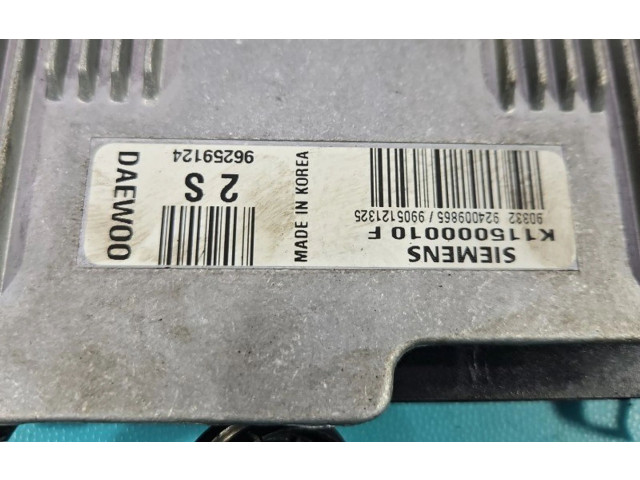 SIEMENS
K115000010 F
90332 924009865 / 9905121325
MADE IN KOREA
2 S
96259124
DAEWOO